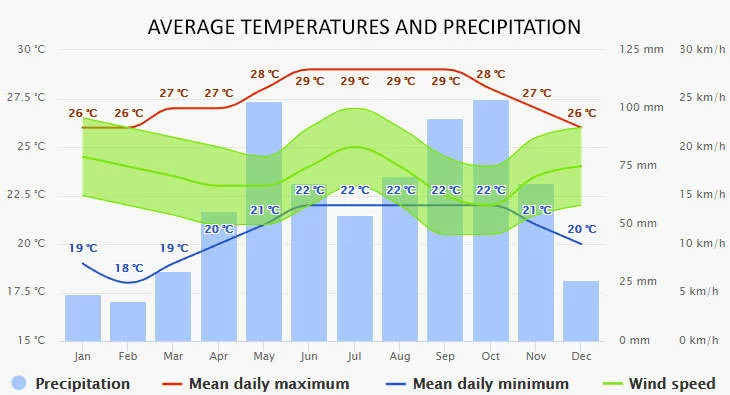 AVERAGE TEMPERATURES AND PRECIPITATION
30 °C 125 mm 30 km/h
28 °C 29 °C 29 °C 29 °C 29 °C 28 °C
27 °C 27 °C 27 °C
27.5 °C 100 mm 25 km/h
26 °C 26 °C 26 °C
25 °C 75 mm 20 km/h
22.5 °C 22 °C 22 °C 22 °C 22 °C 22 °C 15 km/h
21 °C 21 °C
20 °C 20 °C 50 mm
20 °C 19 °C 19 °C 10 km/h
18 °C
17.5 °C 25 mm 5 km/h
15 °C 0 mm 0 km/h
Jan Feb Mar Apr May Jun Jul Aug Sep Oct Nov Dec
Precipitation Mean daily maximum Mean daily minimum Wind speed